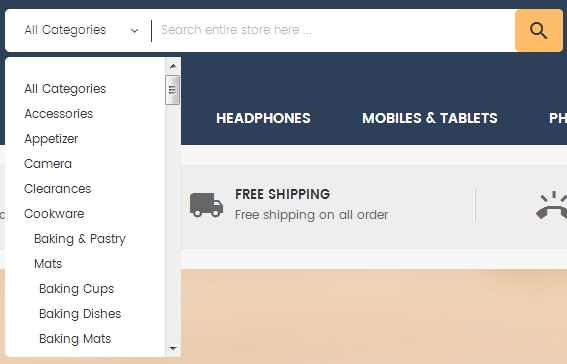 All Categories
Search entire store here ...
All Categories
Accessories
Appetizer
Camera
Clearances
Cookware
Baking & Pastry
Mats
Baking Cups
Baking Dishes
Baking Mats
HEADPHONES
MOBILES & TABLETS
FREE SHIPPING
Free shipping on all order